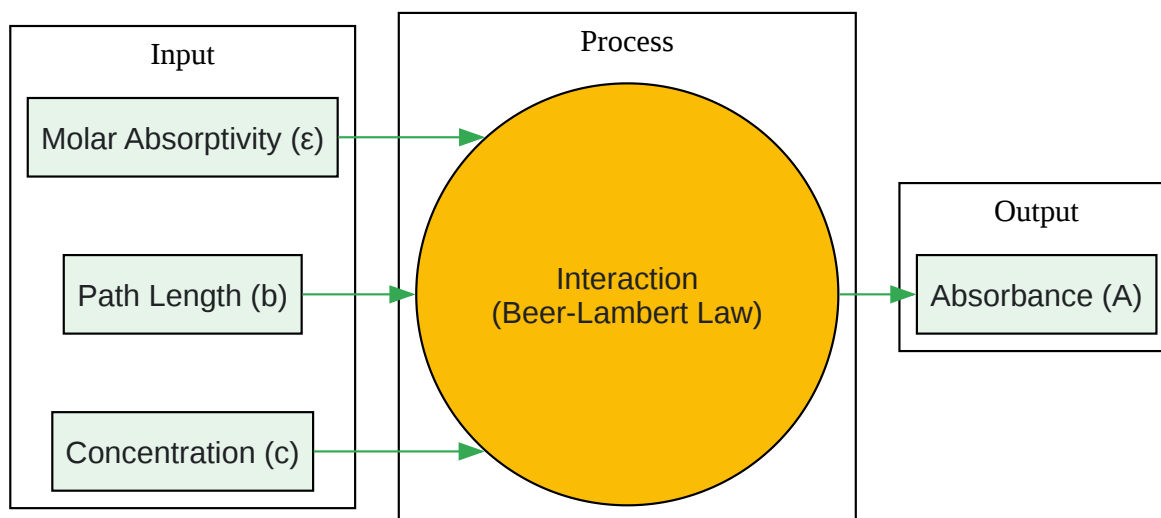 Input
Molar Absorptivity (ε)
Path Length (b)
Concentration (c)
Process
Interaction
(Beer-Lambert Law)
Output
Absorbance (A)